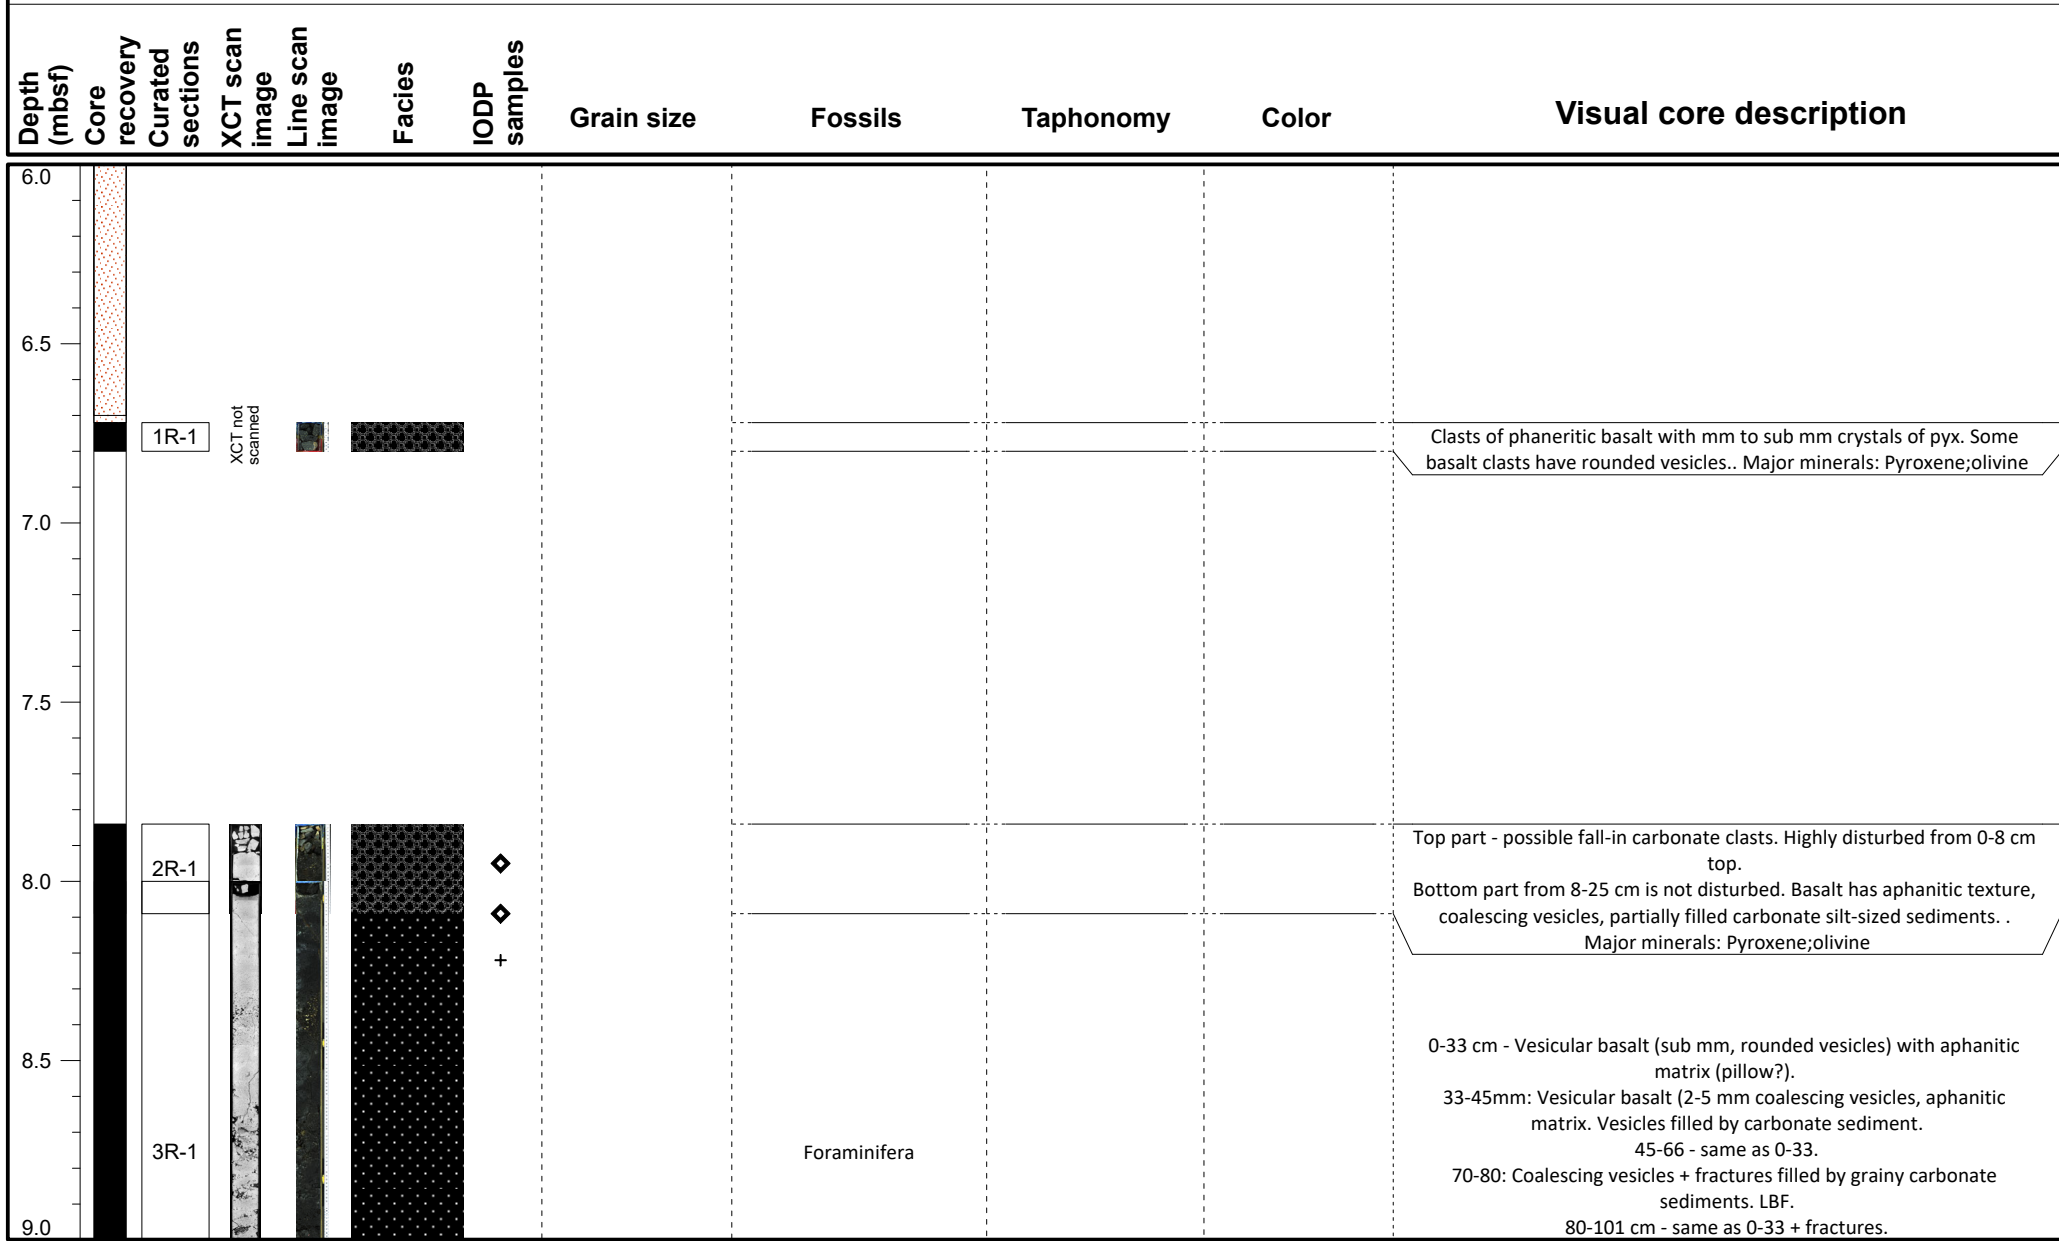 Depth (mbsf)
Core recovery
Curated sections
XCT scan image
Line scan image
Facies
IODP samples
Grain size
Fossils
Taphonomy
Color
Visual core description
6.0
6.5
1R-1
XCT not scanned
Clasts of phaneritic basalt with mm to sub mm crystals of pyx. Some
basalt clasts have rounded vesicles.. Major minerals: Pyroxene;olivine
7.0
7.5
2R-1
Top part - possible fall-in carbonate clasts. Highly disturbed from 0-8 cm
top.
Bottom part from 8-25 cm is not disturbed. Basalt has aphanitic texture,
coalescing vesicles, partially filled carbonate silt-sized sediments. .
Major minerals: Pyroxene;olivine
8.0
8.5
3R-1
Foraminifera
0-33 cm - Vesicular basalt (sub mm, rounded vesicles) with aphanitic
matrix (pillow?).
33-45mm: Vesicular basalt (2-5 mm coalescing vesicles, aphanitic
matrix. Vesicles filled by carbonate sediment.
45-66 - same as 0-33.
70-80: Coalescing vesicles + fractures filled by grainy carbonate
sediments. LBF.
80-101 cm - same as 0-33 + fractures.
9.0